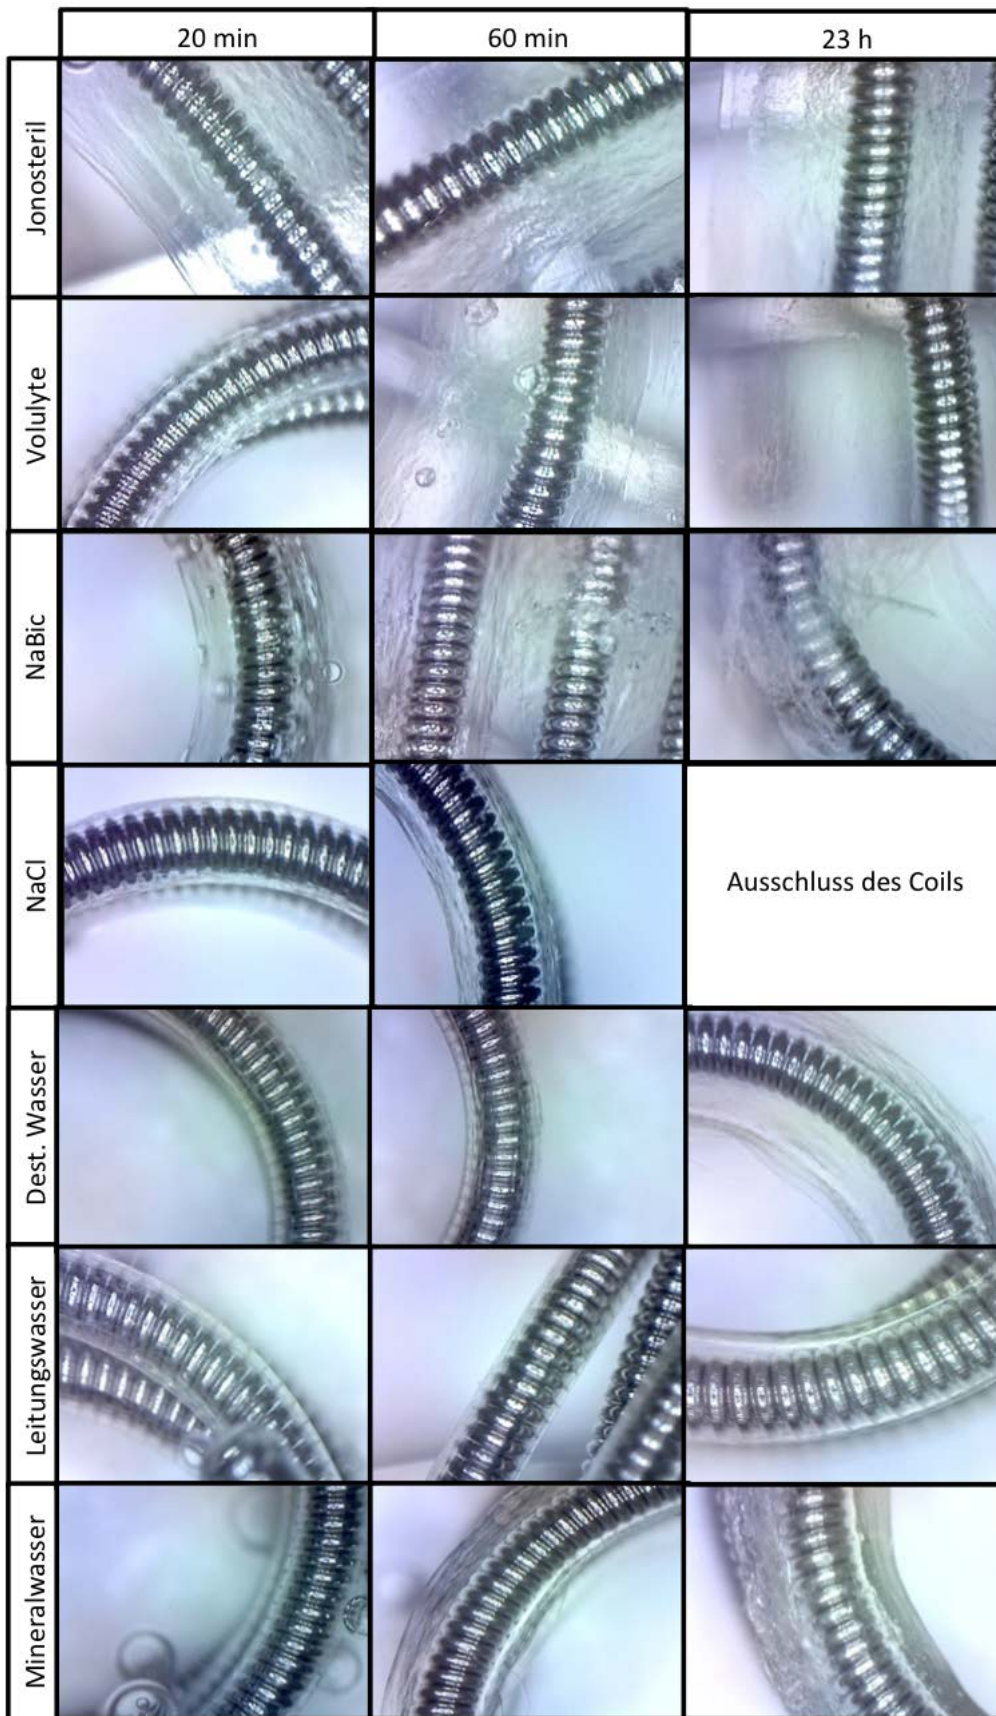 20 min
60 min
23 h
Jonosteril
Volulyte
NaBic
NaCl
Ausschluss des Coils
Dest. Wasser
Leitungswasser
Mineralwasser